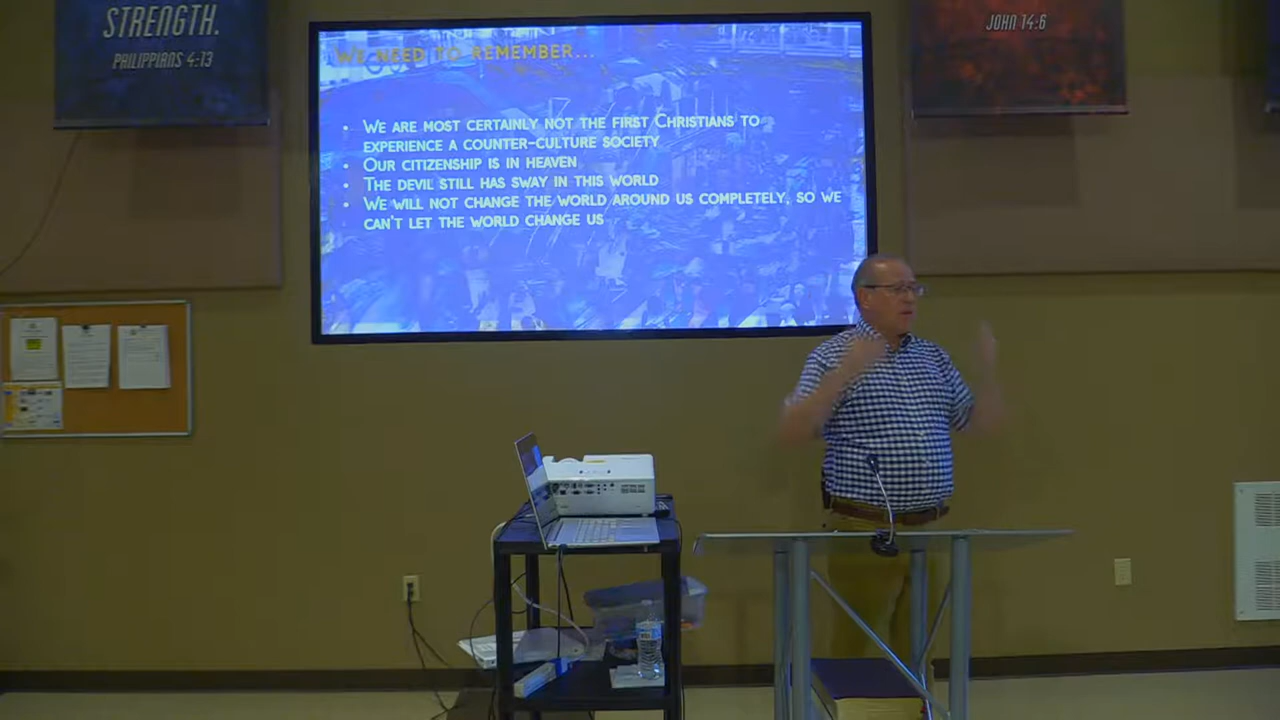 STRENGTH.
PHILIPPIANS 4:13
JOHN 14:6
WE NEED TO REMEMBER...
• WE ARE MOST CERTAINLY NOT THE FIRST CHRISTIANS TO
EXPERIENCE A COUNTER-CULTURE SOCIETY
• OUR CITIZENSHIP IS IN HEAVEN
• THE DEVIL STILL HAS SWAY IN THIS WORLD
• WE WILL NOT CHANGE THE WORLD AROUND US COMPLETELY, SO WE
CAN'T LET THE WORLD CHANGE US